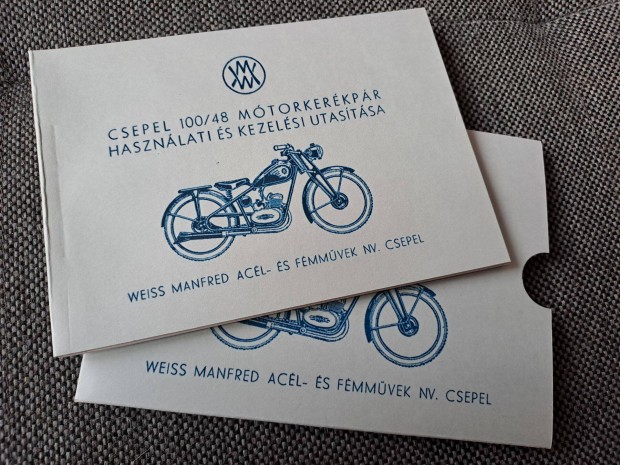 WM
CSEPEL 100/48 MÓTORKERÉKPÁR
HASZNÁLATI ÉS KEZELÉSI UTASÍTÁSA
WEISS MANFRED ACÉL- ÉS FÉMMŰVEK NV. CSEPEL
WEISS MANFRED ACÉL- ÉS FÉMMŰVEK NV. CSEPEL